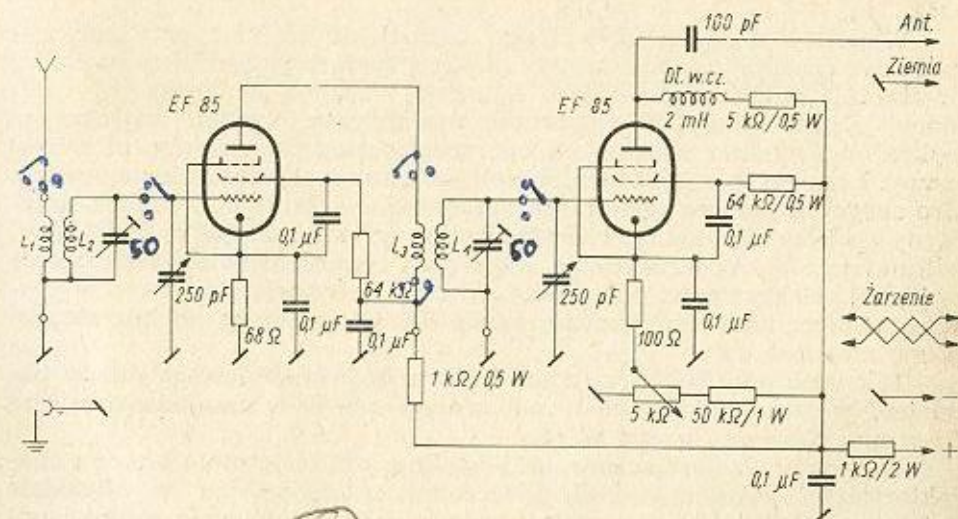 100 pF
Ant.
Ziemia
EF 85
EF 85
Dł. w.cz.
2 mH
5 kΩ/0,5 W
64 kΩ/0,5 W
L1
L2
50
250 pF
0,1 µF
L3
L4
50
250 pF
0,1 µF
68 Ω
0,1 µF
64 kΩ
0,1 µF
100 Ω
0,1 µF
Żarzenie
1 kΩ/0,5 W
5 kΩ
50 kΩ/1 W
−
+
0,1 µF
1 kΩ/2 W